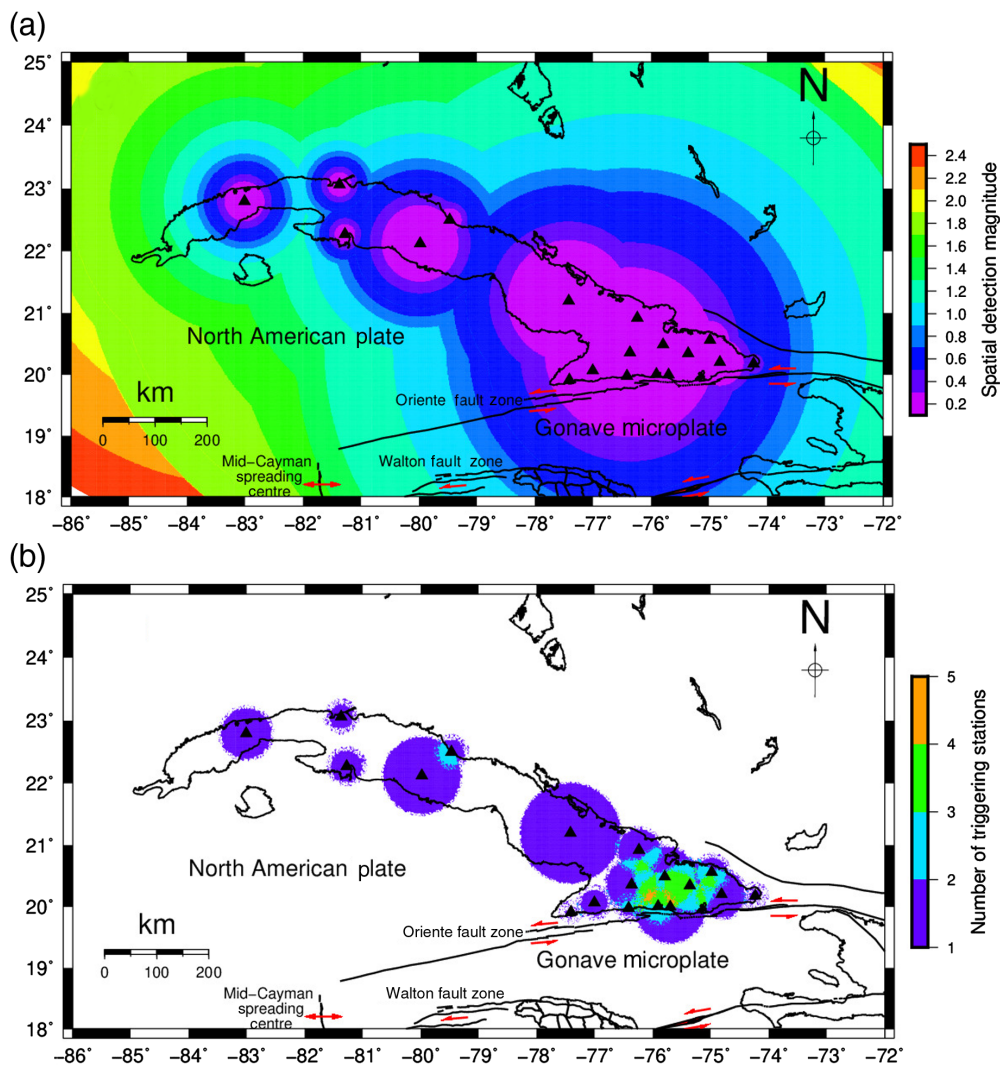 (a)
25˚
24˚
23˚
22˚
21˚
20˚
19˚
18˚
N
North American plate
km
0 100 200
Oriente fault zone
Gonave microplate
Mid−Cayman
spreading
centre
Walton fault zone
−86˚ −85˚ −84˚ −83˚ −82˚ −81˚ −80˚ −79˚ −78˚ −77˚ −76˚ −75˚ −74˚ −73˚ −72˚
2.4
2.2
2.0
1.8
1.6
1.4
1.2
1.0
0.8
0.6
0.4
0.2
Spatial detection magnitude
(b)
25˚
24˚
23˚
22˚
21˚
20˚
19˚
18˚
N
North American plate
km
0 100 200
Oriente fault zone
Gonave microplate
Mid−Cayman
spreading
centre
Walton fault zone
−86˚ −85˚ −84˚ −83˚ −82˚ −81˚ −80˚ −79˚ −78˚ −77˚ −76˚ −75˚ −74˚ −73˚ −72˚
5
4
3
2
1
Number of triggering stations